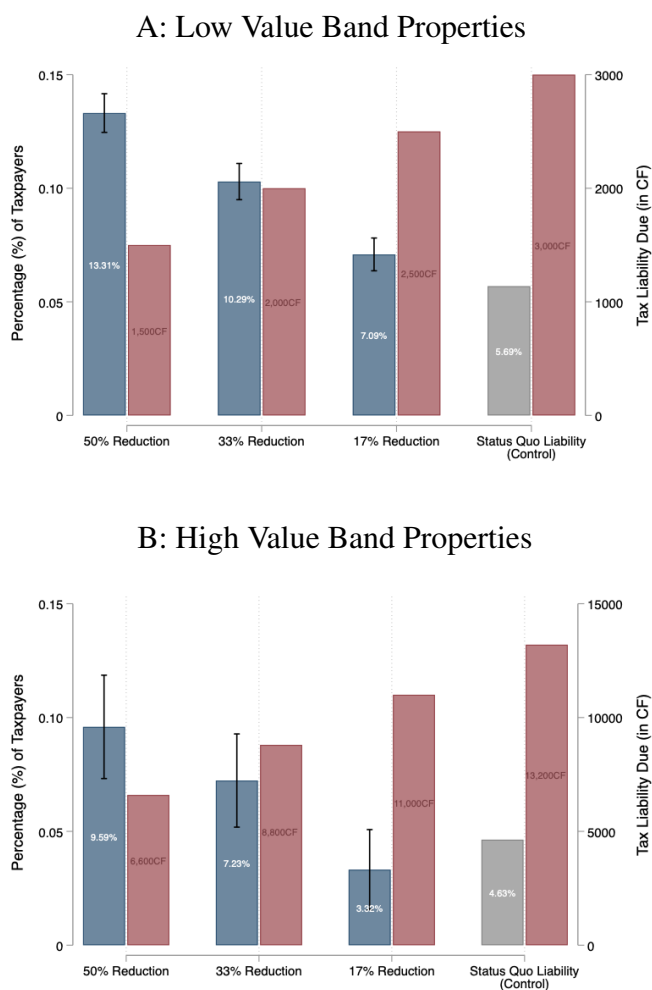 A: Low Value Band Properties
Percentage (%) of Taxpayers
0.15
0.10
0.05
0
13.31%
1,500CF
10.29%
2,000CF
7.09%
2,500CF
5.69%
3,000CF
3000
2000
1000
0
Tax Liability Due (in CF)
50% Reduction
33% Reduction
17% Reduction
Status Quo Liability
(Control)
B: High Value Band Properties
Percentage (%) of Taxpayers
0.15
0.10
0.05
0
9.59%
6,600CF
7.23%
8,800CF
3.32%
11,000CF
4.63%
13,200CF
15000
10000
5000
0
Tax Liability Due (in CF)
50% Reduction
33% Reduction
17% Reduction
Status Quo Liability
(Control)